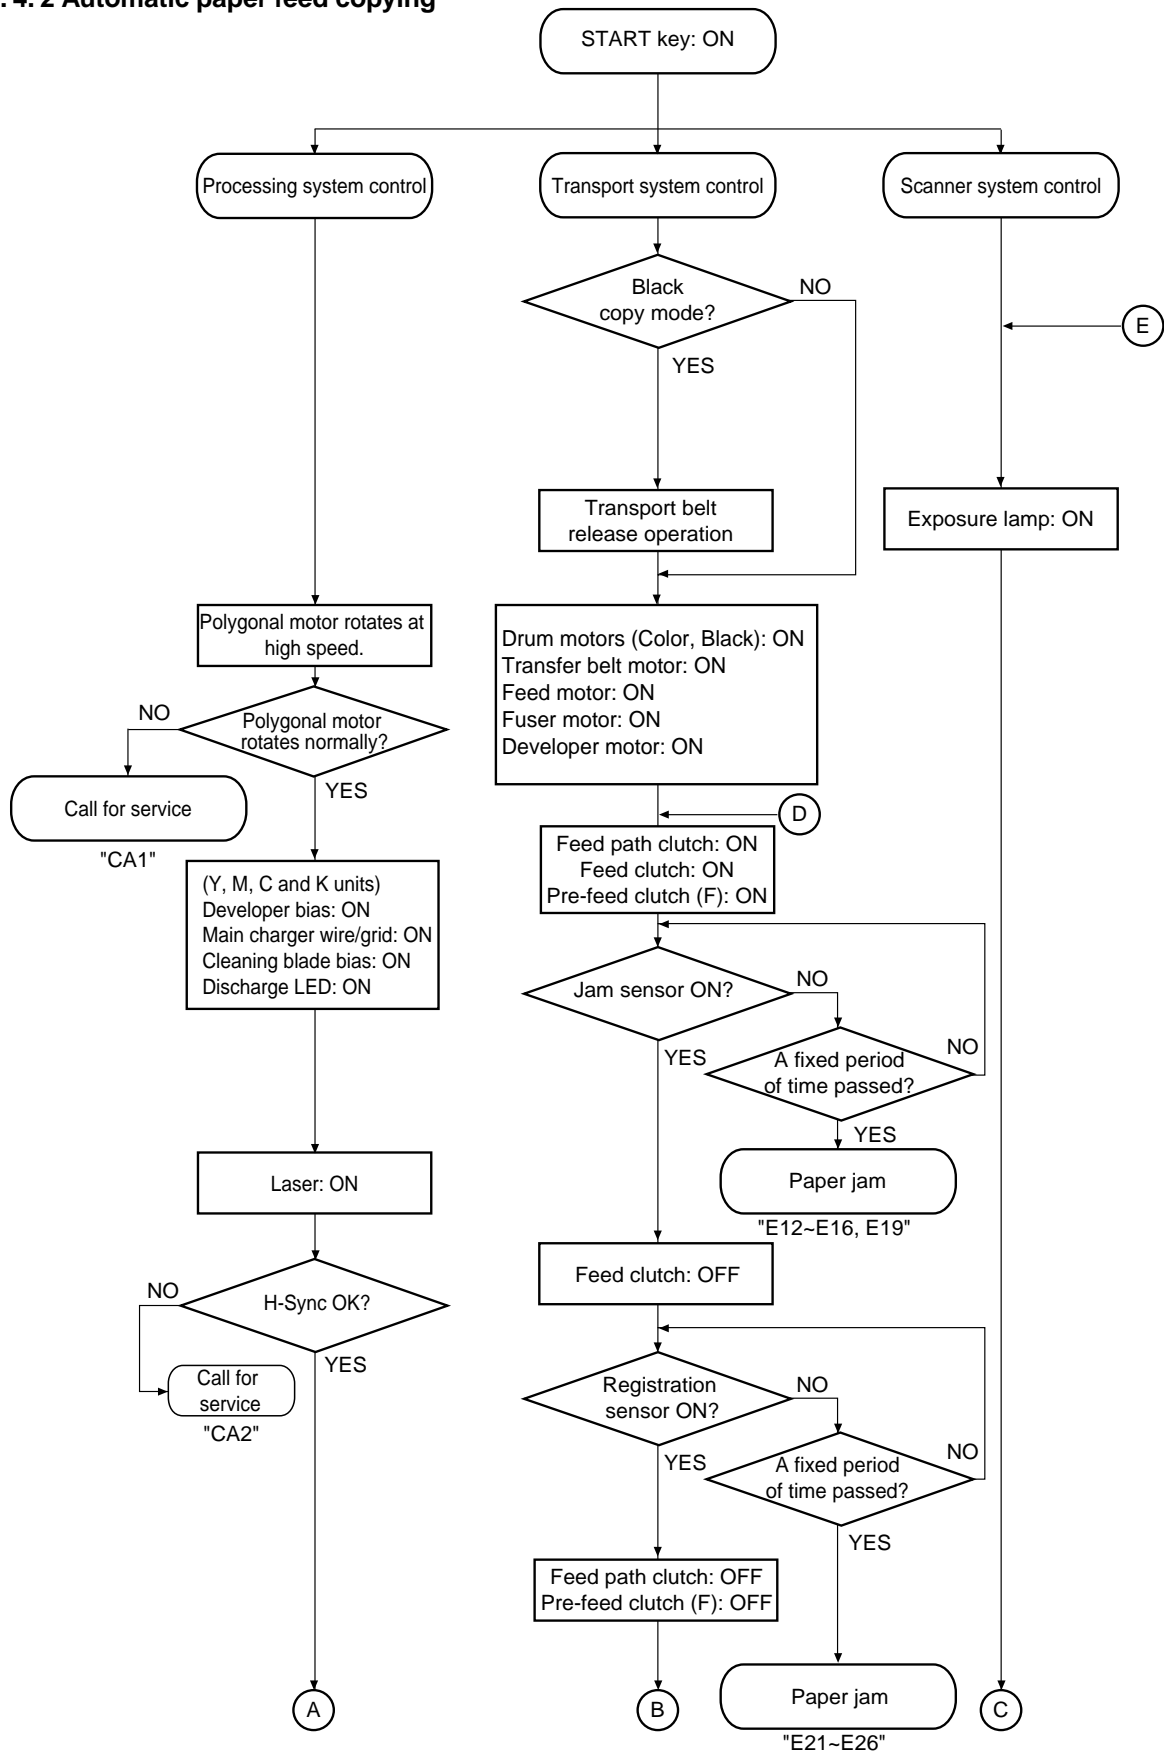 . 4. 2 Automatic paper feed copying
START key: ON
Processing system control
Transport system control
Scanner system control
Black
copy mode?
NO
YES
E
Transport belt
release operation
Exposure lamp: ON
Polygonal motor rotates at
high speed.
Drum motors (Color, Black): ON
Transfer belt motor: ON
Feed motor: ON
Fuser motor: ON
Developer motor: ON
NO
Polygonal motor
rotates normally?
YES
Call for service
"CA1"
D
Feed path clutch: ON
Feed clutch: ON
Pre-feed clutch (F): ON
(Y, M, C and K units)
Developer bias: ON
Main charger wire/grid: ON
Cleaning blade bias: ON
Discharge LED: ON
Jam sensor ON?
NO
YES
A fixed period
of time passed?
NO
YES
Paper jam
"E12~E16, E19"
Laser: ON
Feed clutch: OFF
NO
H-Sync OK?
YES
Call for
service
"CA2"
Registration
sensor ON?
NO
YES
A fixed period
of time passed?
NO
YES
Feed path clutch: OFF
Pre-feed clutch (F): OFF
A
B
Paper jam
"E21~E26"
C